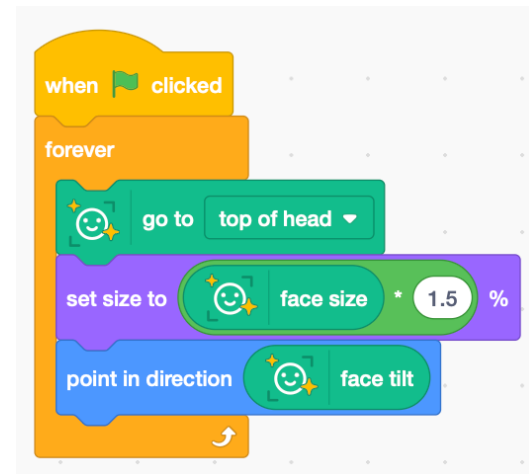 when clicked
forever
go to top of head
set size to face size * 1.5 %
point in direction face tilt